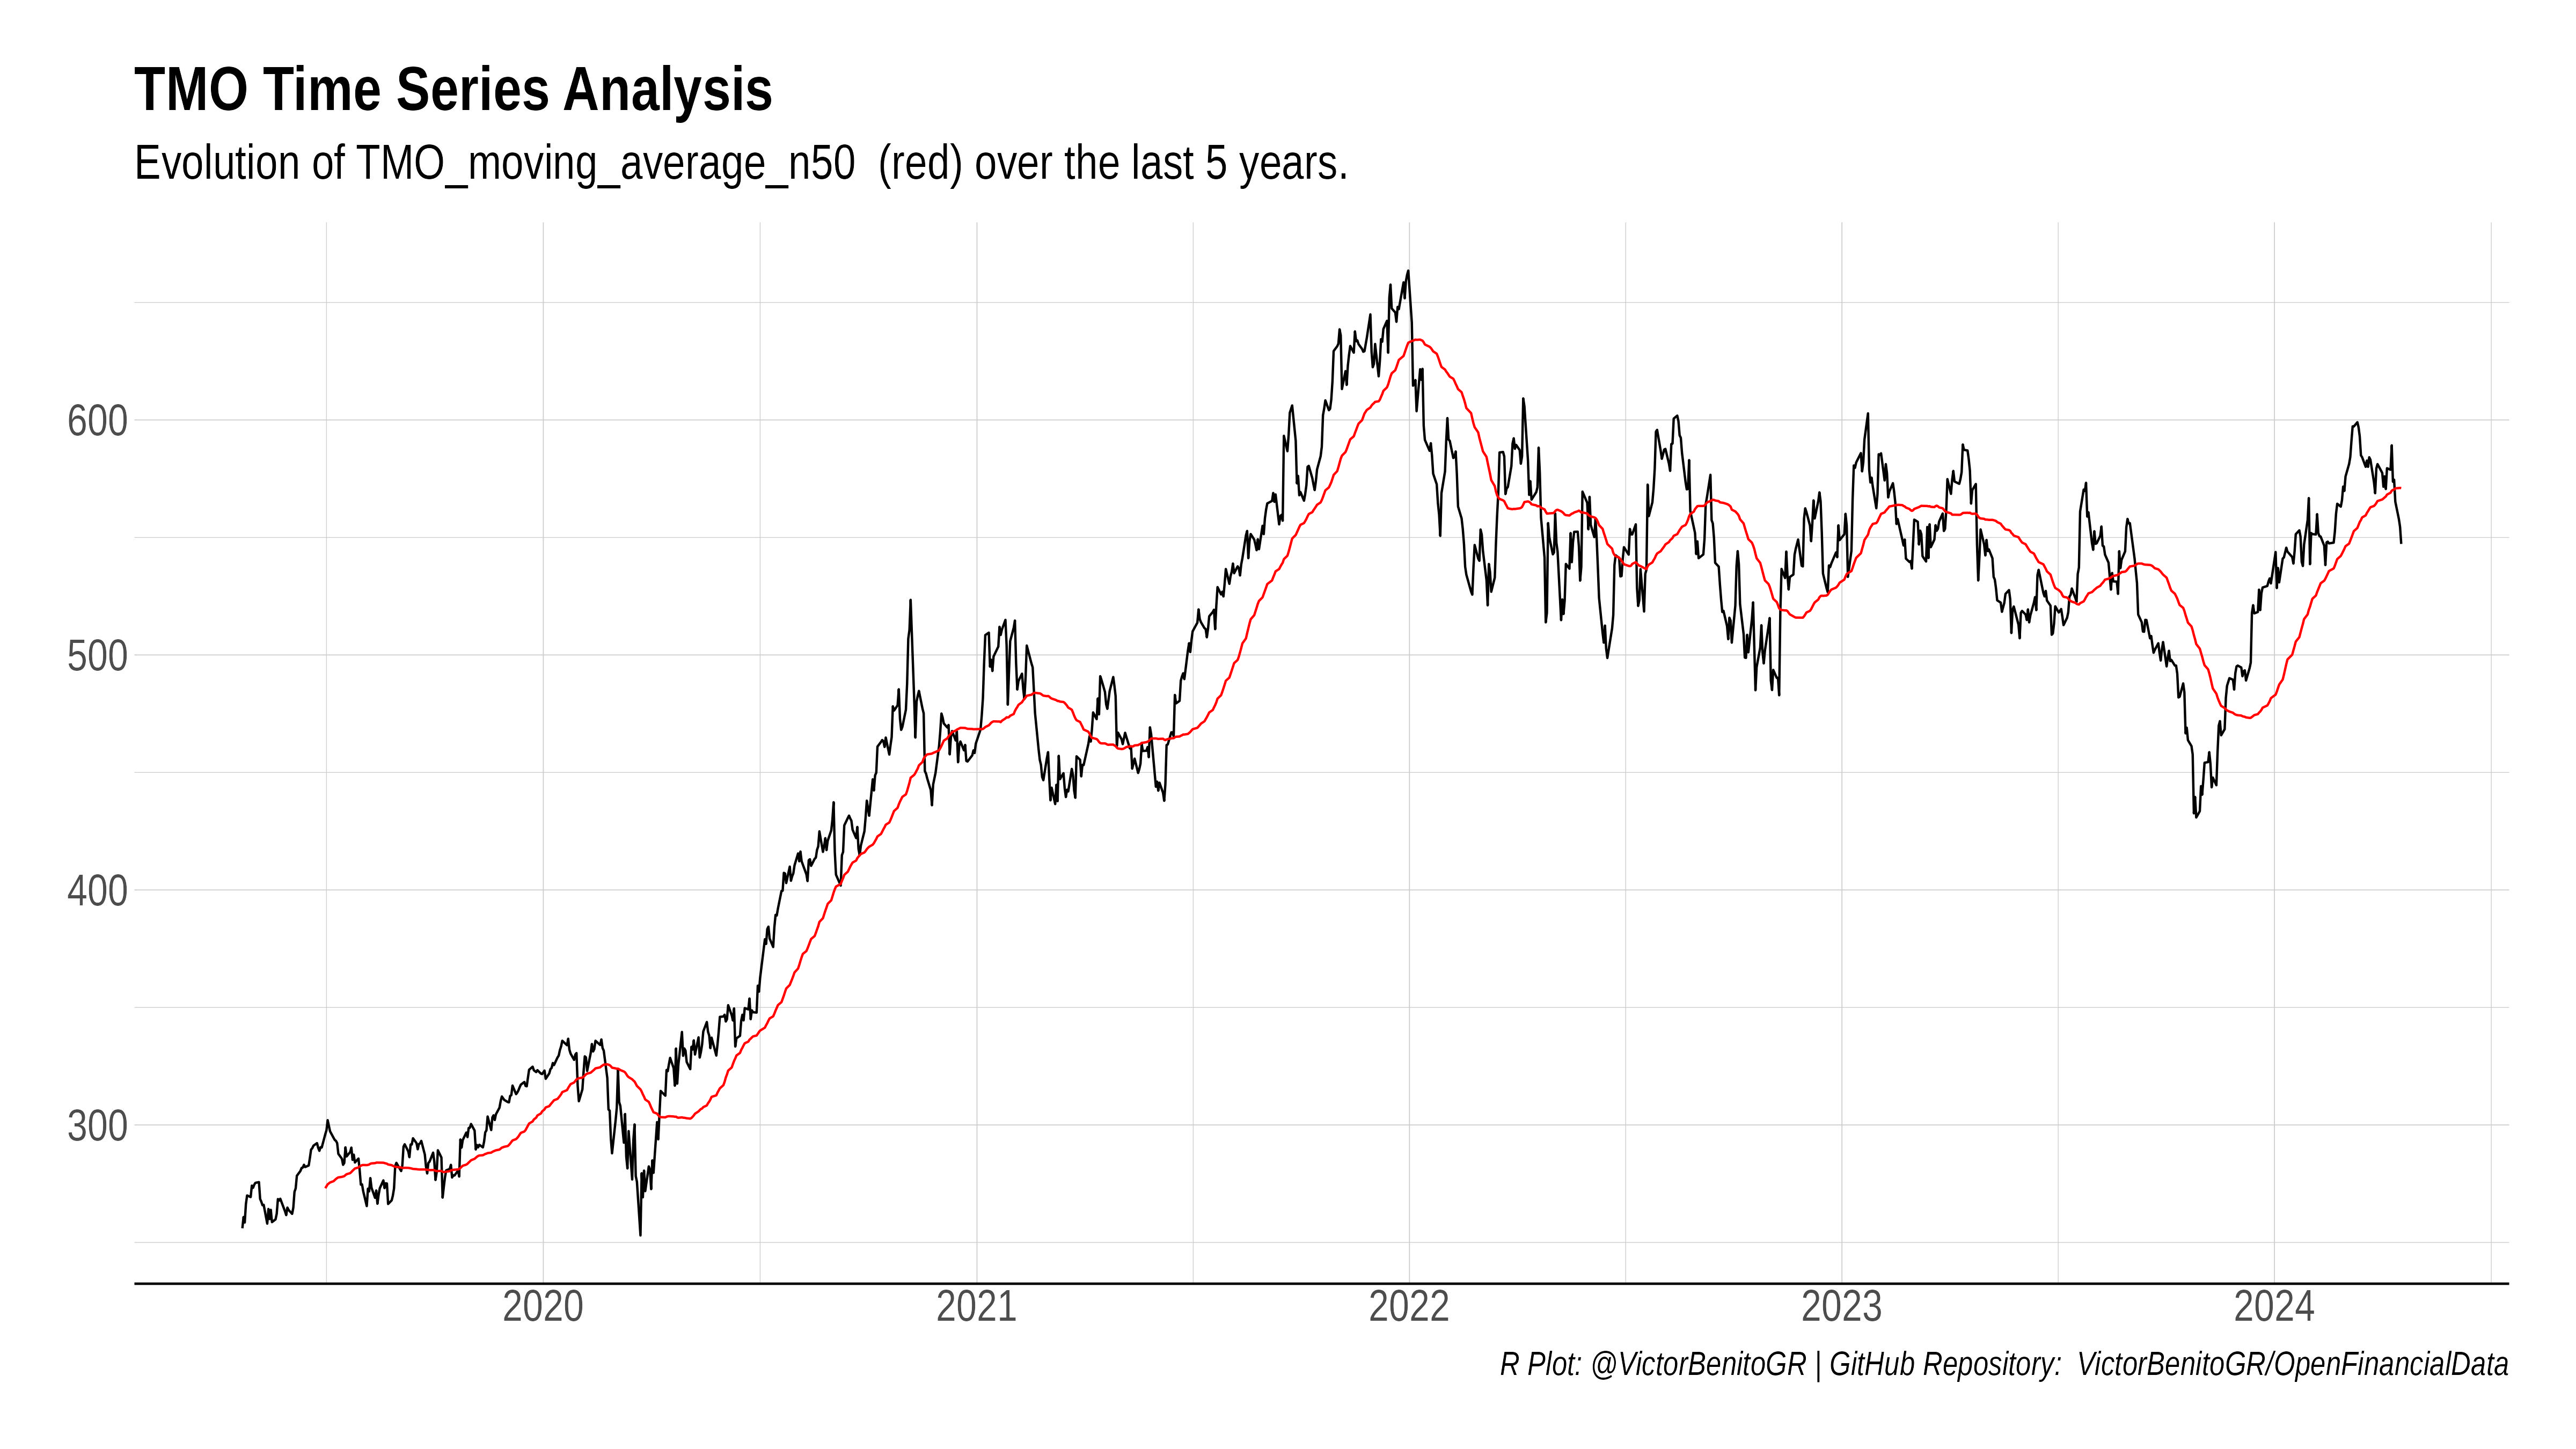 TMO Time Series Analysis
Evolution of TMO_moving_average_n50  (red) over the last 5 years.
600
500
400
300
2020 2021 2022 2023 2024
R Plot: @VictorBenitoGR | GitHub Repository:  VictorBenitoGR/OpenFinancialData